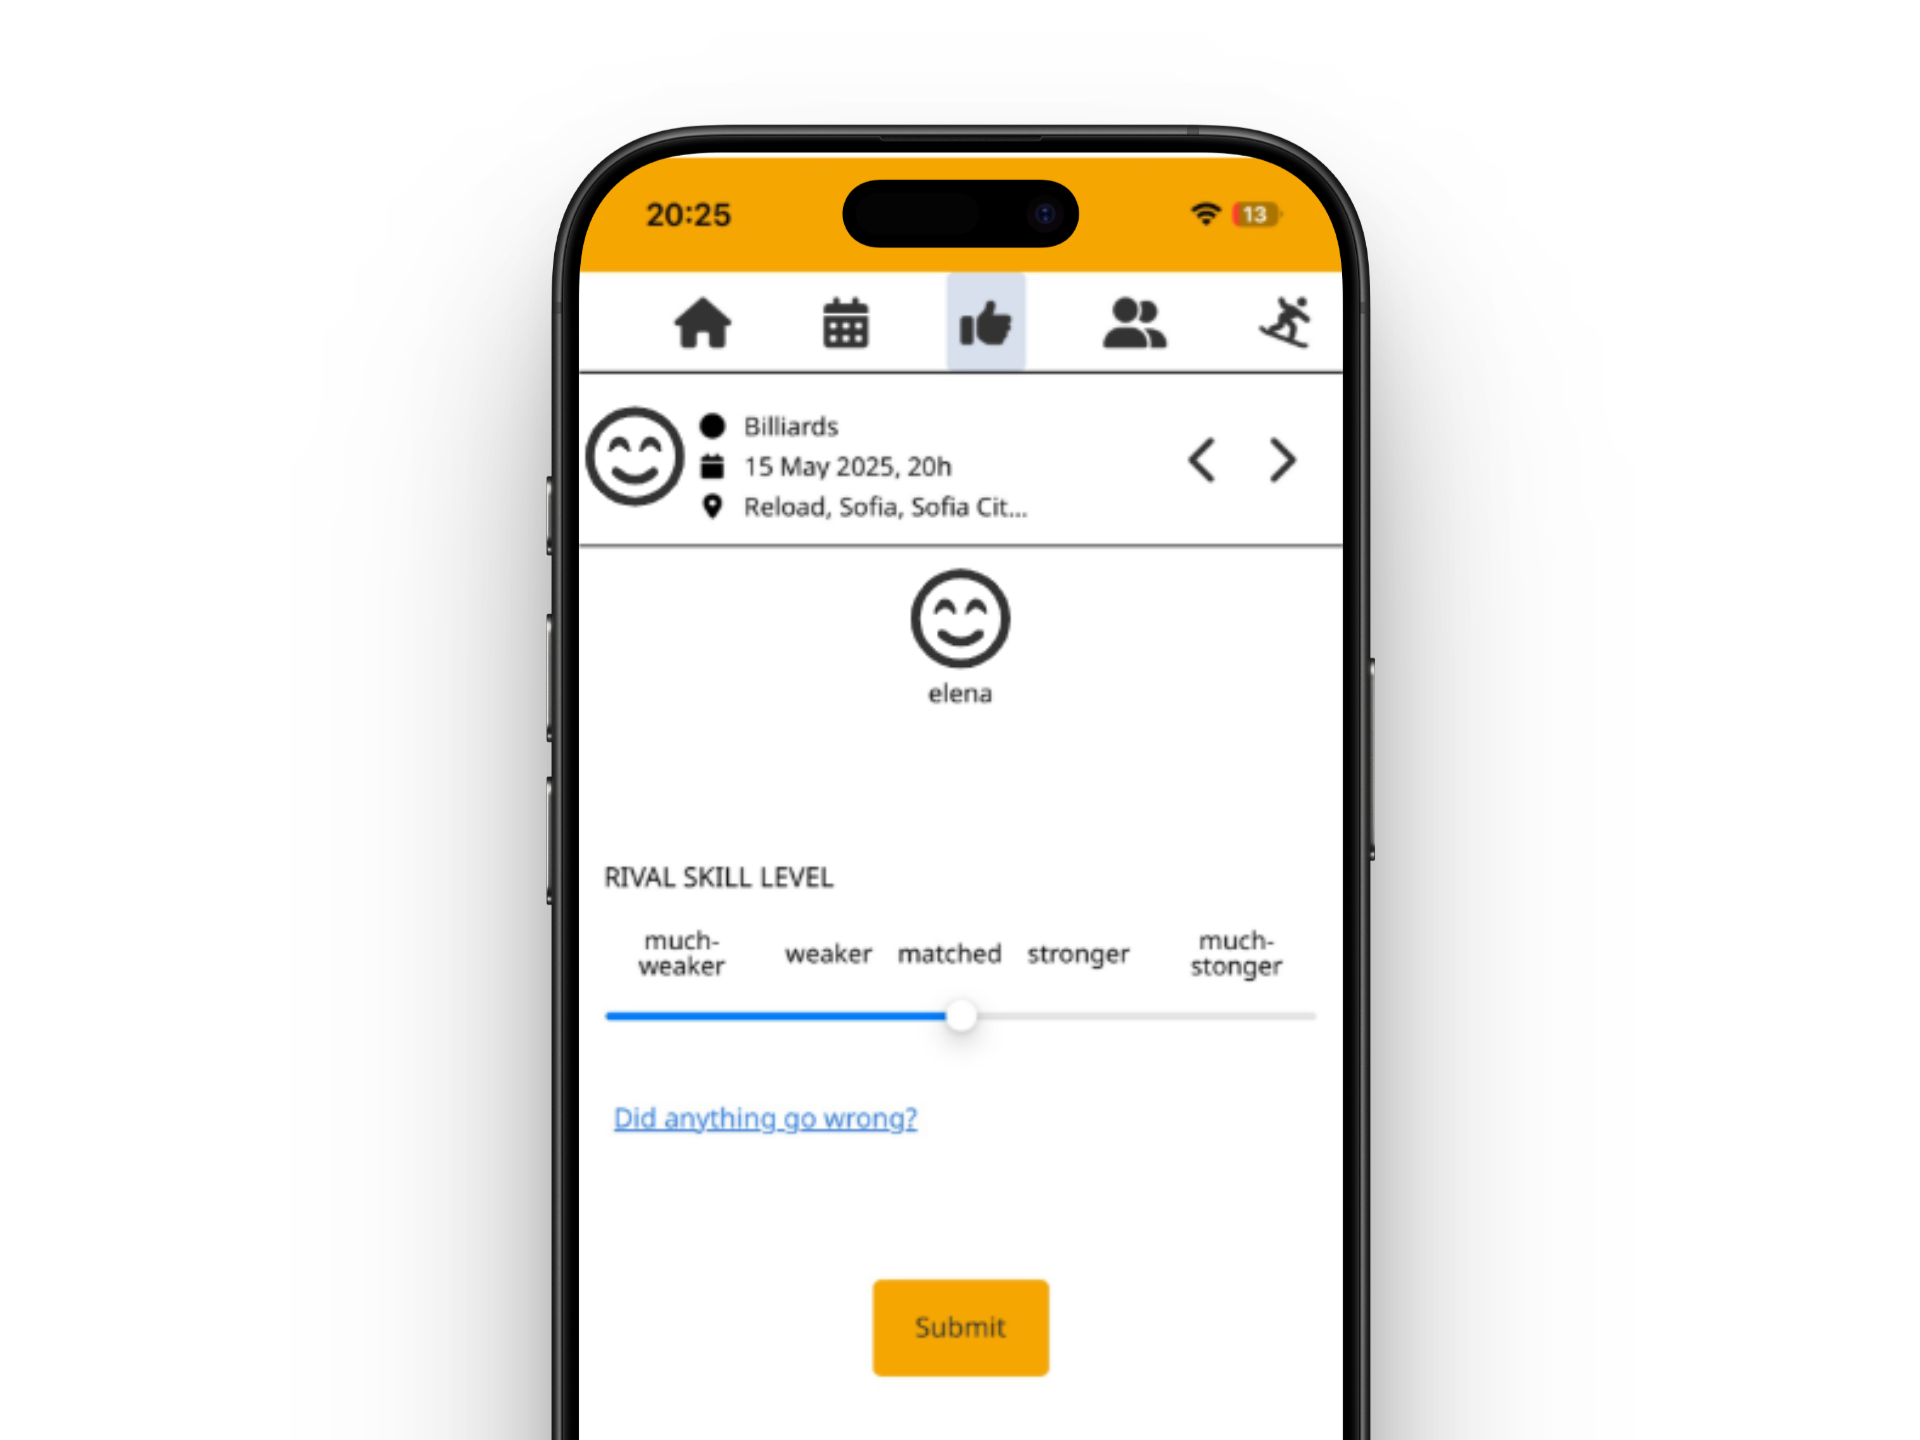 20:25
13
Billiards
15 May 2025, 20h
Reload, Sofia, Sofia Cit...
elena
RIVAL SKILL LEVEL
much-
weaker
weaker
matched
stronger
much-
stonger
Did anything go wrong?
Submit